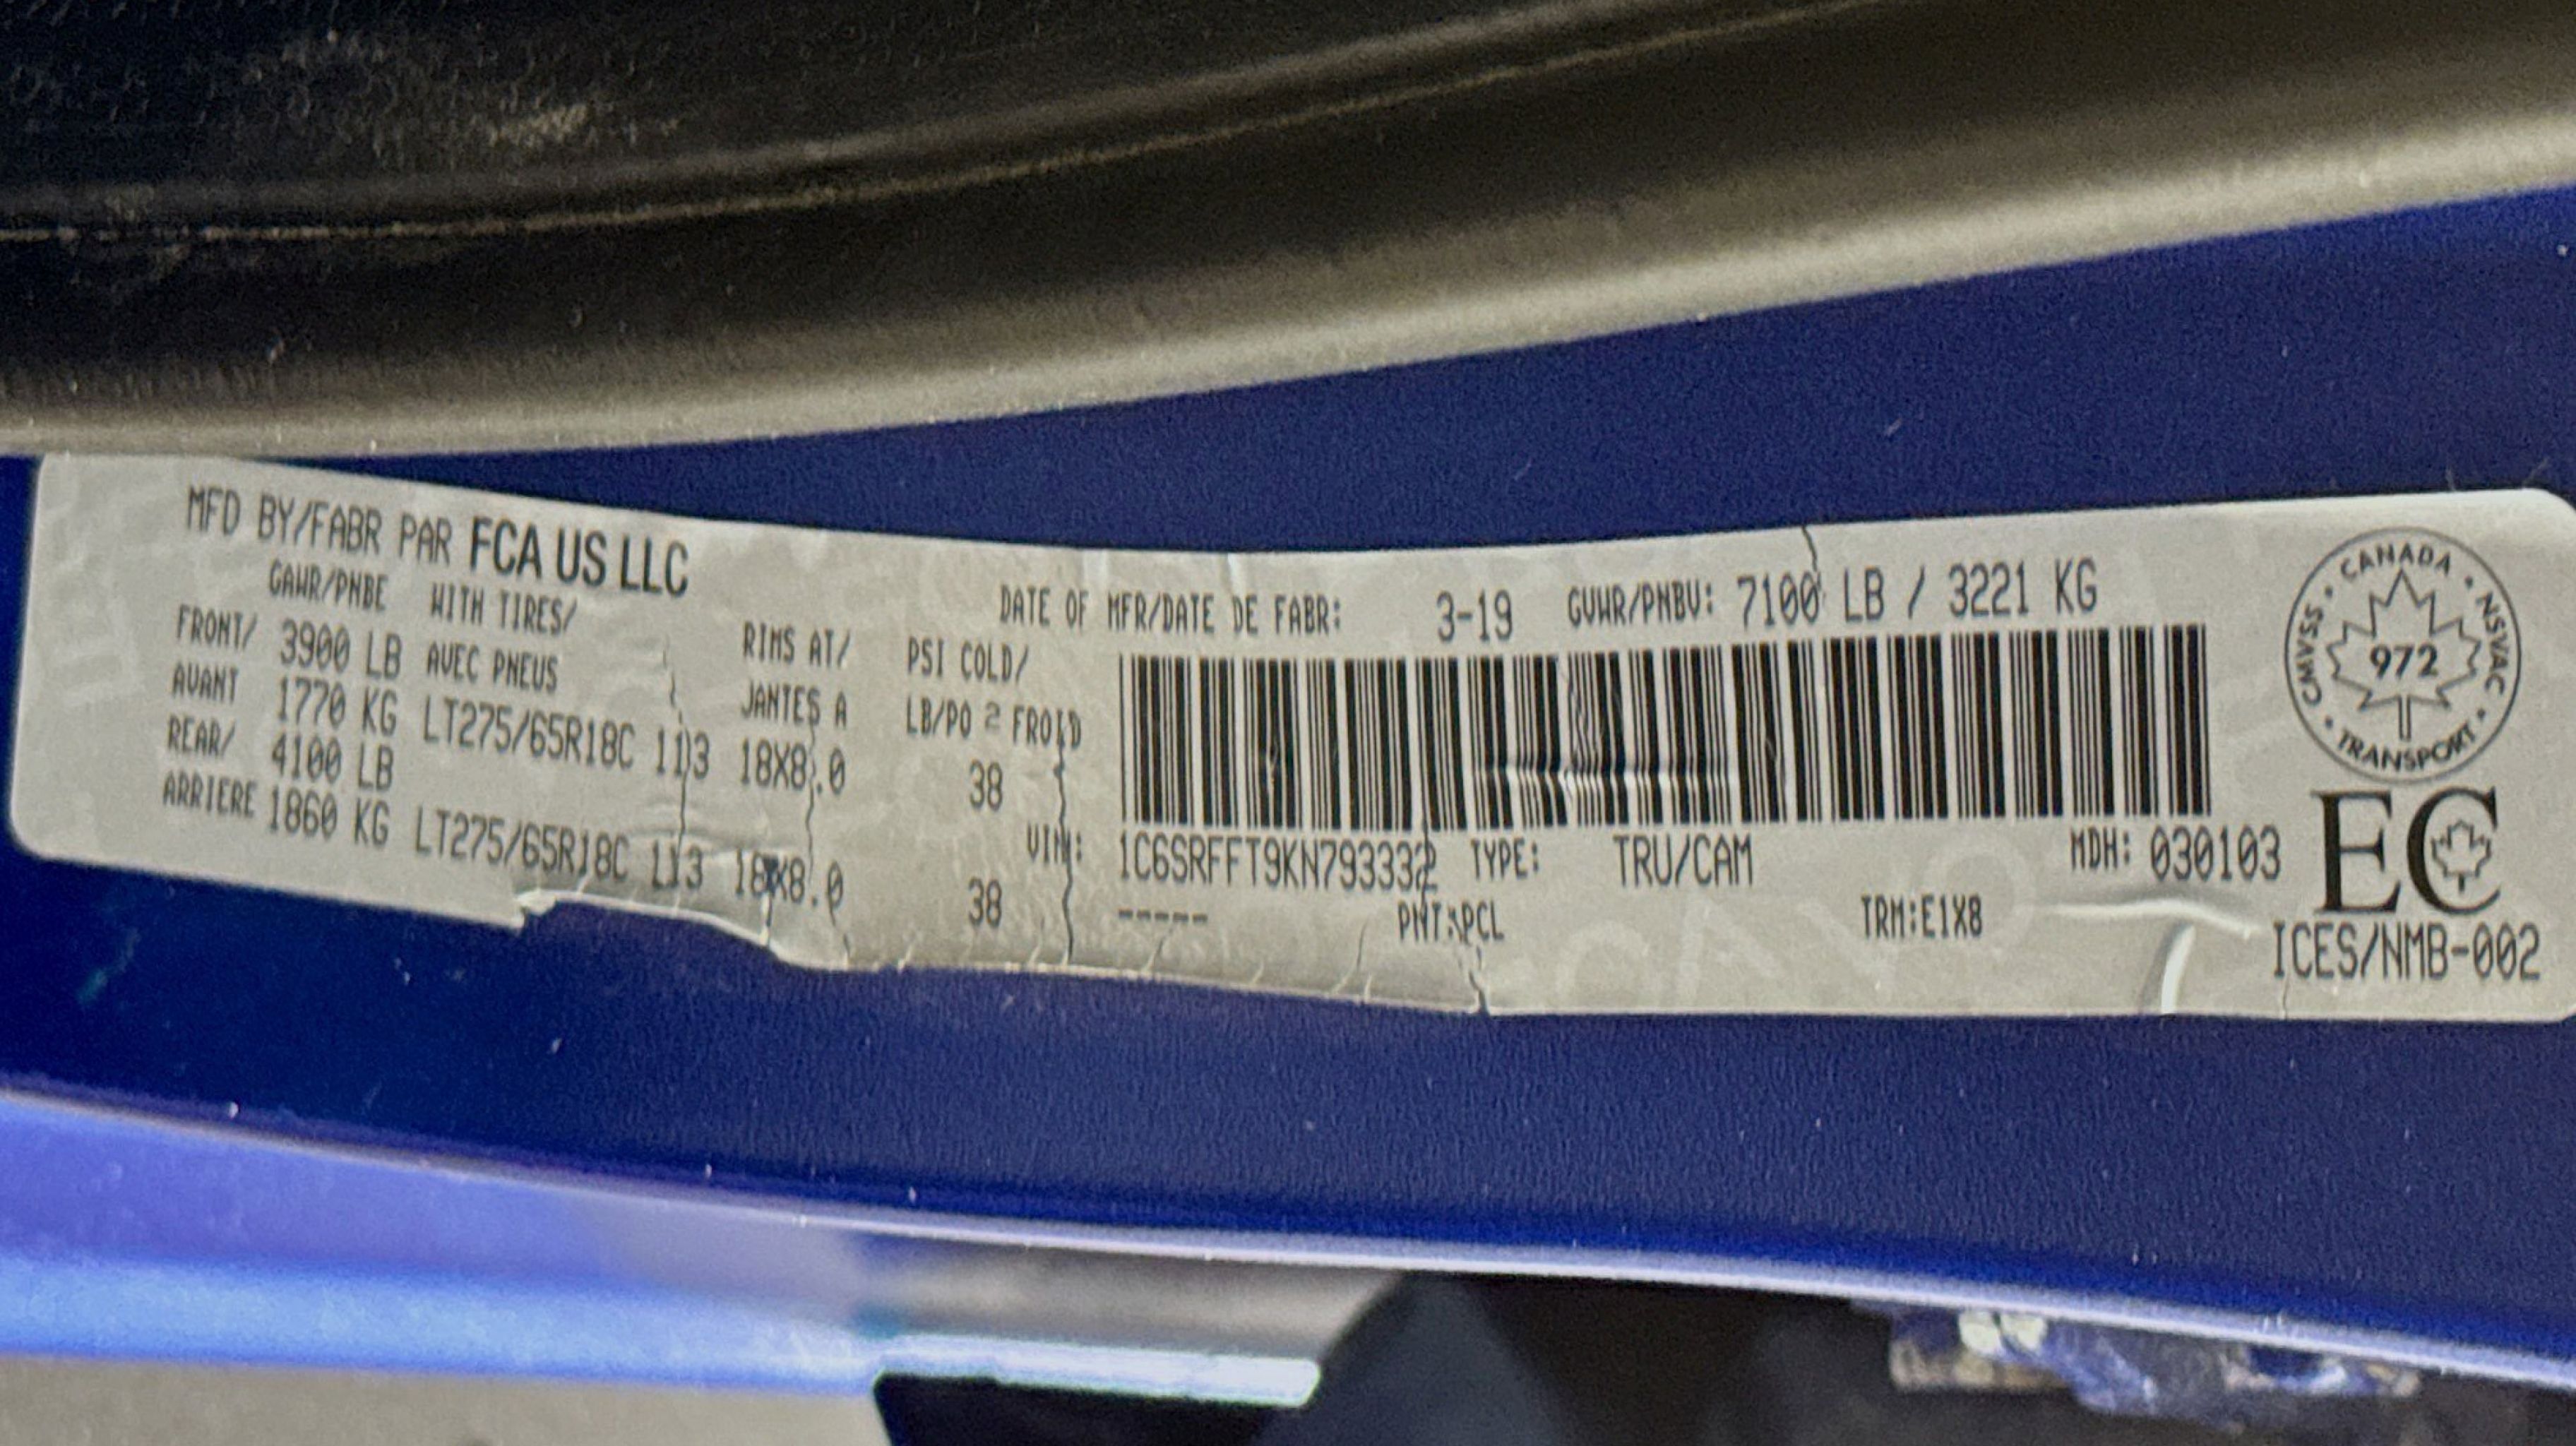 MFD BY/FABR PAR FCA US LLC
GAWR/PNBE WITH TIRES/ RIMS AT/ PSI COLD/
AVEC PNEUS JANTES A LB/PO 2 FROID
FRONT/ 3900 LB
AVANT 1770 KG LT275/65R18C 113 18X8.0 38
REAR/ 4100 LB
ARRIERE 1860 KG LT275/65R18C 113 18X8.0 38
DATE OF MFR/DATE DE FABR: 3-19 GVWR/PNBV: 7100 LB / 3221 KG
VIN: 1C6SRFFT9KN793332 TYPE: TRU/CAM MDH: 030103
----- PNT:PCL TRM:E1X8
CANADA • NSVAC • TRANSPORT • CMVSS •
972
EC
ICES/NMB-002